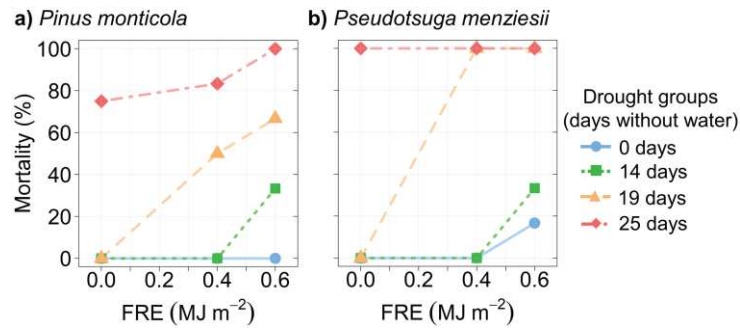 a) Pinus monticola
b) Pseudotsuga menziesii
Mortality (%)
100
80
60
40
20
0
0.0 0.2 0.4 0.6
0.0 0.2 0.4 0.6
FRE (MJ m⁻²)
FRE (MJ m⁻²)
Drought groups
(days without water)
0 days
14 days
19 days
25 days